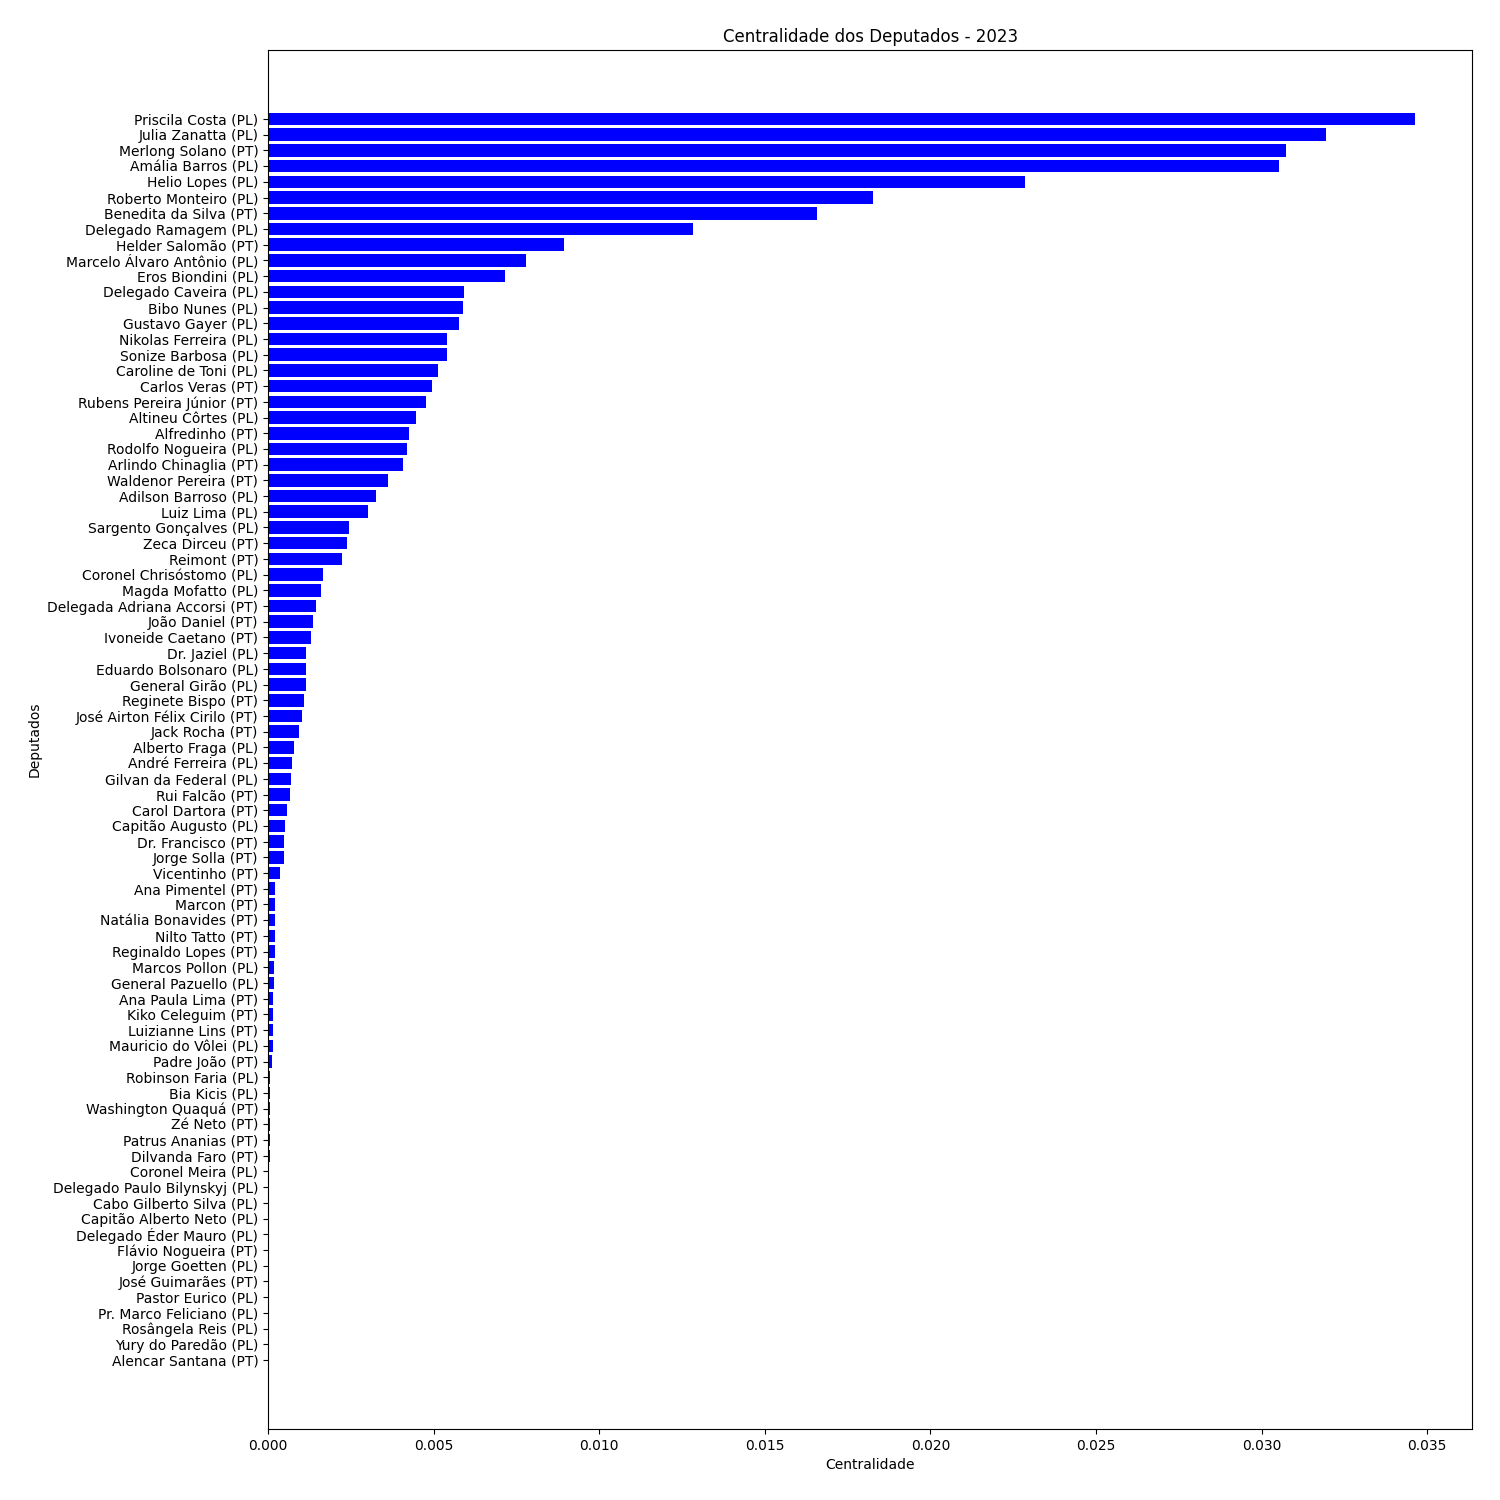 Centralidade dos Deputados - 2023
Priscila Costa (PL)
Julia Zanatta (PL)
Merlong Solano (PT)
Amália Barros (PL)
Helio Lopes (PL)
Roberto Monteiro (PL)
Benedita da Silva (PT)
Delegado Ramagem (PL)
Helder Salomão (PT)
Marcelo Álvaro Antônio (PL)
Eros Biondini (PL)
Delegado Caveira (PL)
Bibo Nunes (PL)
Gustavo Gayer (PL)
Nikolas Ferreira (PL)
Sonize Barbosa (PL)
Caroline de Toni (PL)
Carlos Veras (PT)
Rubens Pereira Júnior (PT)
Altineu Côrtes (PL)
Alfredinho (PT)
Rodolfo Nogueira (PL)
Arlindo Chinaglia (PT)
Waldenor Pereira (PT)
Adilson Barroso (PL)
Luiz Lima (PL)
Sargento Gonçalves (PL)
Zeca Dirceu (PT)
Reimont (PT)
Coronel Chrisóstomo (PL)
Magda Mofatto (PL)
Delegada Adriana Accorsi (PT)
João Daniel (PT)
Ivoneide Caetano (PT)
Dr. Jaziel (PL)
Eduardo Bolsonaro (PL)
General Girão (PL)
Reginete Bispo (PT)
José Airton Félix Cirilo (PT)
Jack Rocha (PT)
Alberto Fraga (PL)
André Ferreira (PL)
Gilvan da Federal (PL)
Rui Falcão (PT)
Carol Dartora (PT)
Capitão Augusto (PL)
Dr. Francisco (PT)
Jorge Solla (PT)
Vicentinho (PT)
Ana Pimentel (PT)
Marcon (PT)
Natália Bonavides (PT)
Nilto Tatto (PT)
Reginaldo Lopes (PT)
Marcos Pollon (PL)
General Pazuello (PL)
Ana Paula Lima (PT)
Kiko Celeguim (PT)
Luizianne Lins (PT)
Mauricio do Vôlei (PL)
Padre João (PT)
Robinson Faria (PL)
Bia Kicis (PL)
Washington Quaquá (PT)
Zé Neto (PT)
Patrus Ananias (PT)
Dilvanda Faro (PT)
Coronel Meira (PL)
Delegado Paulo Bilynskyj (PL)
Cabo Gilberto Silva (PL)
Capitão Alberto Neto (PL)
Delegado Éder Mauro (PL)
Flávio Nogueira (PT)
Jorge Goetten (PL)
José Guimarães (PT)
Pastor Eurico (PL)
Pr. Marco Feliciano (PL)
Rosângela Reis (PL)
Yury do Paredão (PL)
Alencar Santana (PT)
Deputados
0.000 0.005 0.010 0.015 0.020 0.025 0.030 0.035
Centralidade